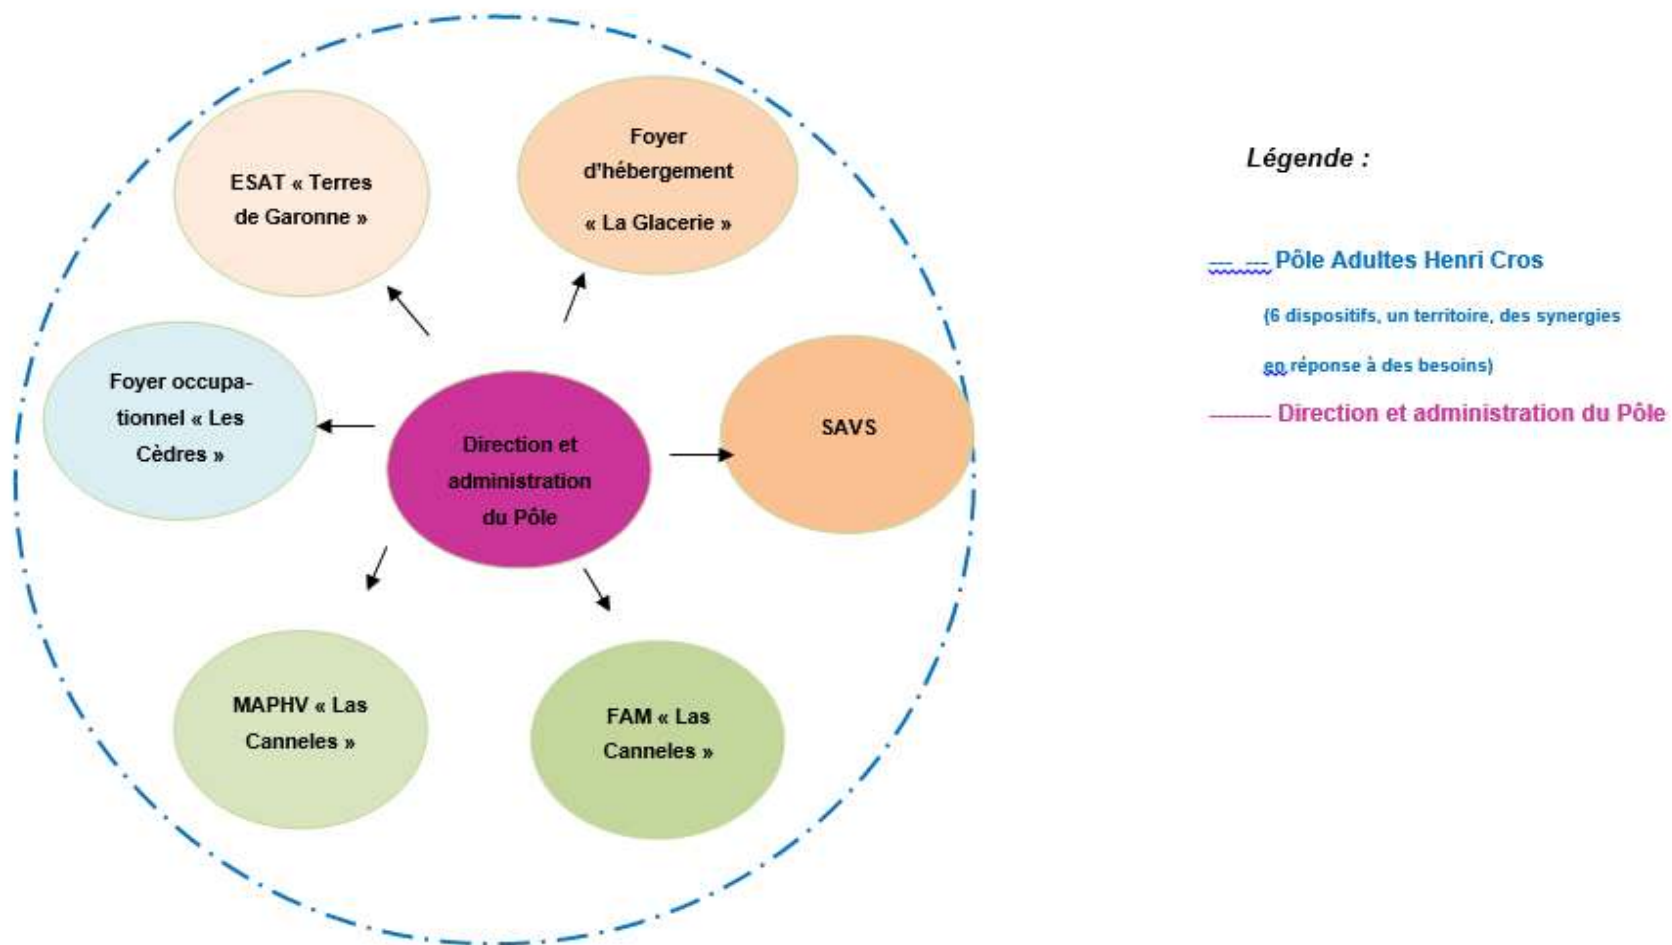 ESAT « Terres
de Garonne »
Foyer
d'hébergement
« La Glacerie »
Foyer occupa-
tionnel « Les
Cèdres »
Direction et
administration
du Pôle
SAVS
MAPHV « Las
Canneles »
FAM « Las
Canneles »
Légende :
Pôle Adultes Henri Cros
(6 dispositifs, un territoire, des synergies
en réponse à des besoins)
Direction et administration du Pôle